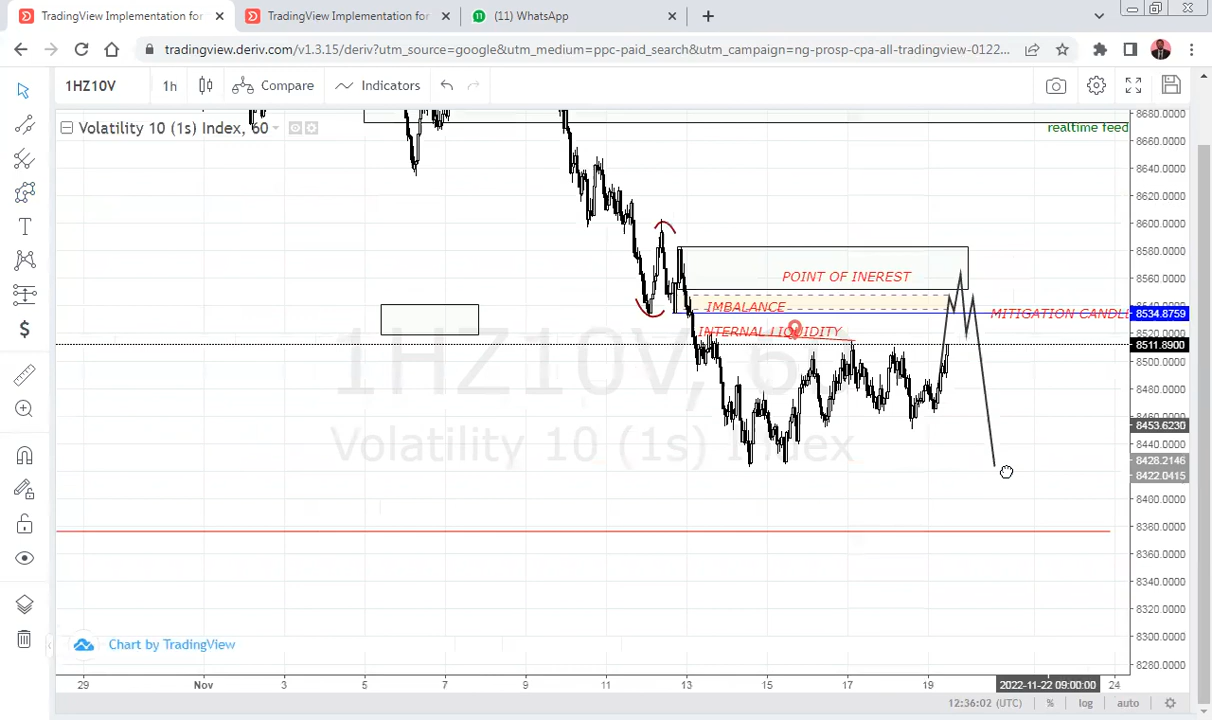 TradingView Implementation for
TradingView Implementation for
(11) WhatsApp
tradingview.deriv.com/v1.3.15/deriv?utm_source=google&utm_medium=ppc-paid_search&utm_campaign=ng-prosp-cpa-all-tradingview-0122...
1HZ10V
1h
Compare
Indicators
Volatility 10 (1s) Index, 60
realtime feed
8680.0000
8660.0000
8640.0000
8620.0000
8600.0000
8580.0000
POINT OF INEREST
8560.0000
IMBALANCE
8540.0000
MITIGATION CANDLE
8534.8759
INTERNAL LIQUIDITY
8520.0000
8511.8900
8500.0000
1HZ10V, 6
8480.0000
8460.0000
8453.6230
Volatility 10 (1s) Index
8440.0000
8428.2146
8422.0415
8400.0000
8380.0000
8360.0000
8340.0000
8320.0000
8300.0000
8280.0000
Chart by TradingView
29
Nov
3
5
7
9
11
13
15
17
19
2022-11-22 09:00:00
24
12:36:02 (UTC)
%
log
auto